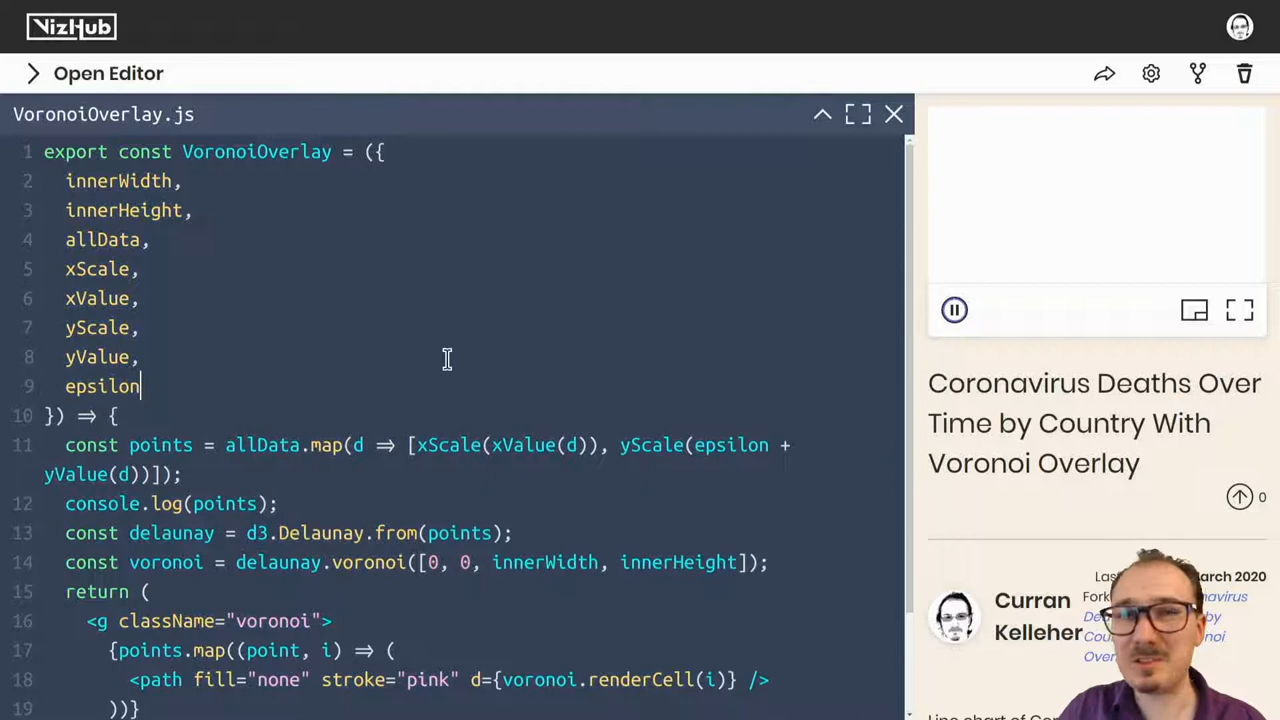 VizHub
Open Editor
VoronoiOverlay.js
1 export const VoronoiOverlay = ({
2 innerWidth,
3 innerHeight,
4 allData,
5 xScale,
6 xValue,
7 yScale,
8 yValue,
9 epsilon
10 }) => {
11 const points = allData.map(d => [xScale(xValue(d)), yScale(epsilon +
yValue(d))]);
12 console.log(points);
13 const delaunay = d3.Delaunay.from(points);
14 const voronoi = delaunay.voronoi([0, 0, innerWidth, innerHeight]);
15 return (
16 <g className="voronoi">
17 {points.map((point, i) => (
18 <path fill="none" stroke="pink" d={voronoi.renderCell(i)} />
19 ))}
Coronavirus Deaths Over
Time by Country With
Voronoi Overlay
0
Curran
Kelleher
March 2020